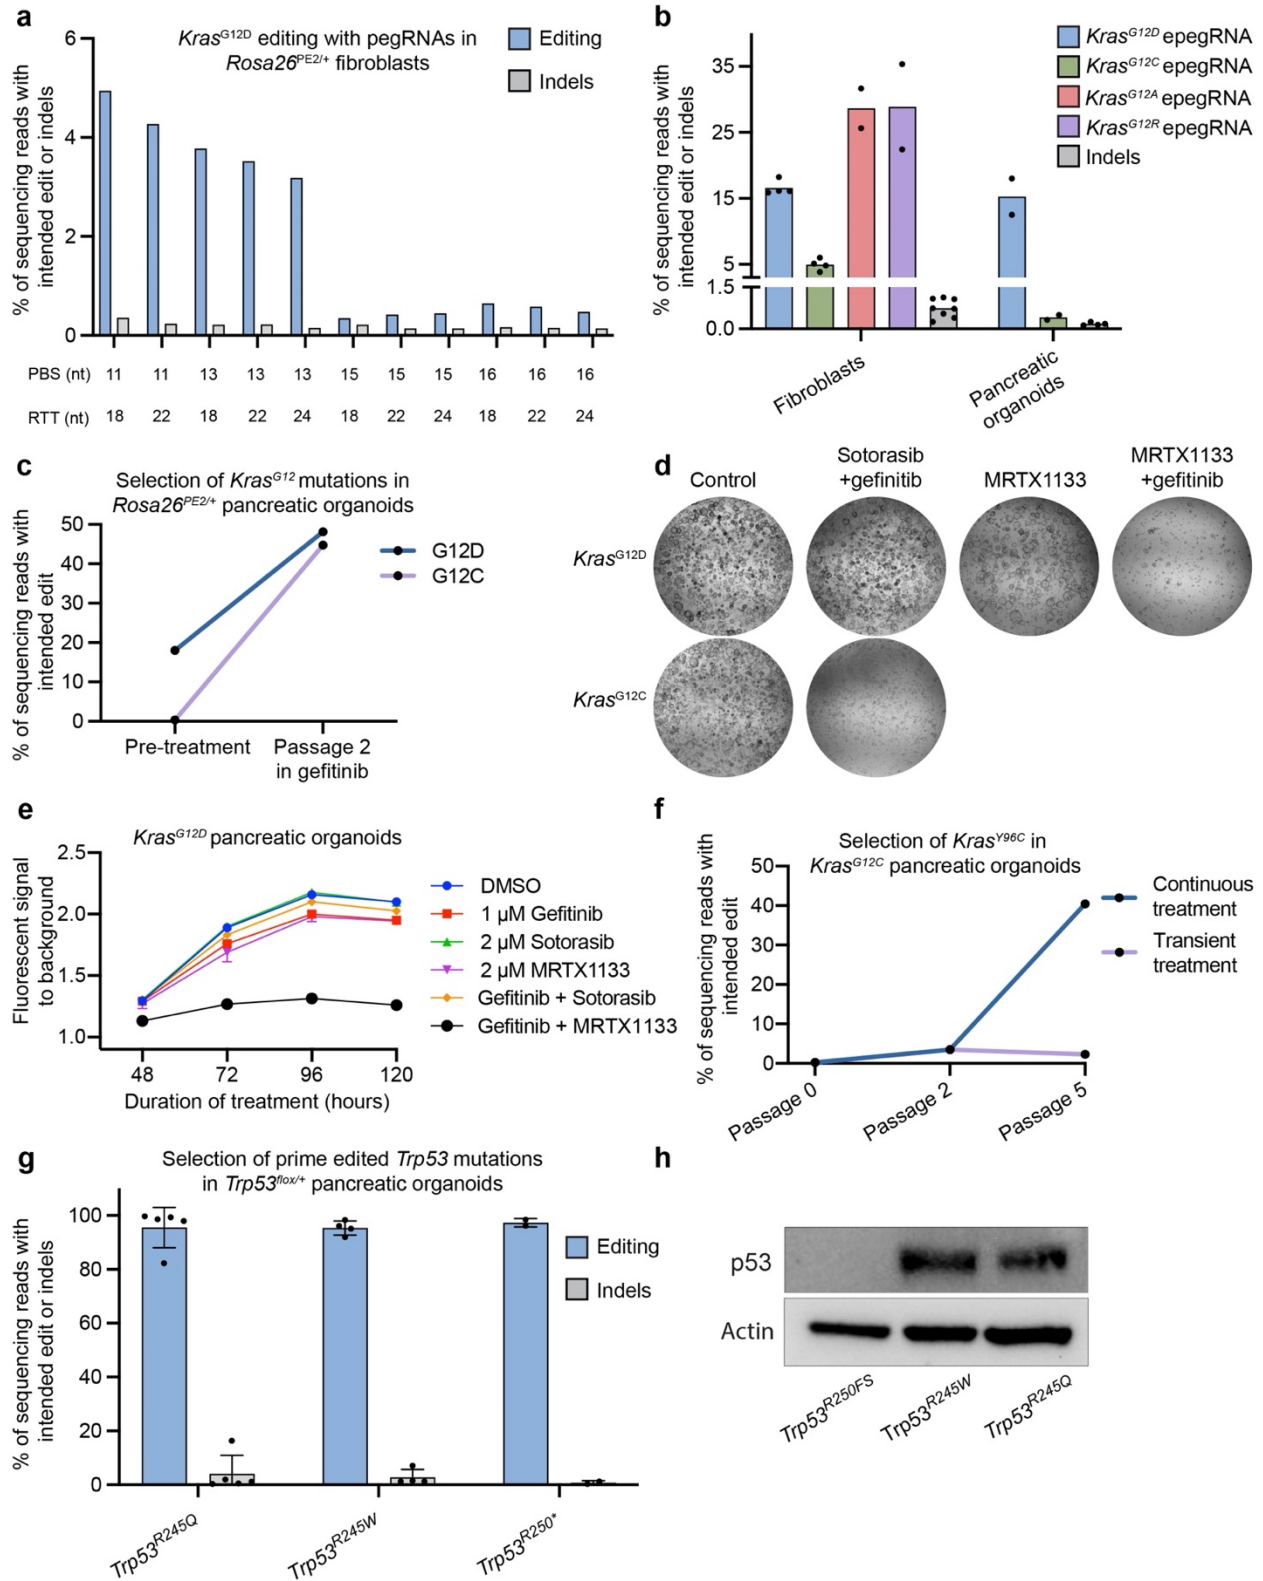 a
Kras^G12D editing with pegRNAs in
Rosa26^PE2/+ fibroblasts
Editing
Indels
% of sequencing reads with
intended edit or indels
6
4
2
0
PBS (nt) 11 11 13 13 13 15 15 15 16 16 16
RTT (nt) 18 22 18 22 24 18 22 24 18 22 24
b
% of sequencing reads with
intended edit or indels
35
25
15
5
1.5
0.0
Kras^G12D epegRNA
Kras^G12C epegRNA
Kras^G12A epegRNA
Kras^G12R epegRNA
Indels
Fibroblasts
Pancreatic
organoids
c
Selection of Kras^G12 mutations in
Rosa26^PE2/+ pancreatic organoids
% of sequencing reads with
intended edit
50
40
30
20
10
0
G12D
G12C
Pre-treatment
Passage 2
in gefitinib
d
Control
Sotorasib
+gefinitib
MRTX1133
MRTX1133
+gefitinib
Kras^G12D
Kras^G12C
e
Kras^G12D pancreatic organoids
Fluorescent signal
to background
2.5
2.0
1.5
1.0
48 72 96 120
Duration of treatment (hours)
DMSO
1 µM Gefitinib
2 µM Sotorasib
2 µM MRTX1133
Gefitinib + Sotorasib
Gefitinib + MRTX1133
f
Selection of Kras^Y96C in
Kras^G12C pancreatic organoids
% of sequencing reads with
intended edit
50
40
30
20
10
0
Continuous
treatment
Transient
treatment
Passage 0
Passage 2
Passage 5
g
Selection of prime edited Trp53 mutations
in Trp53^flox/+ pancreatic organoids
% of sequencing reads with
intended edit or indels
100
80
60
40
20
0
Editing
Indels
Trp53^R245Q
Trp53^R245W
Trp53^R250*
h
p53
Actin
Trp53^R250FS
Trp53^R245W
Trp53^R245Q